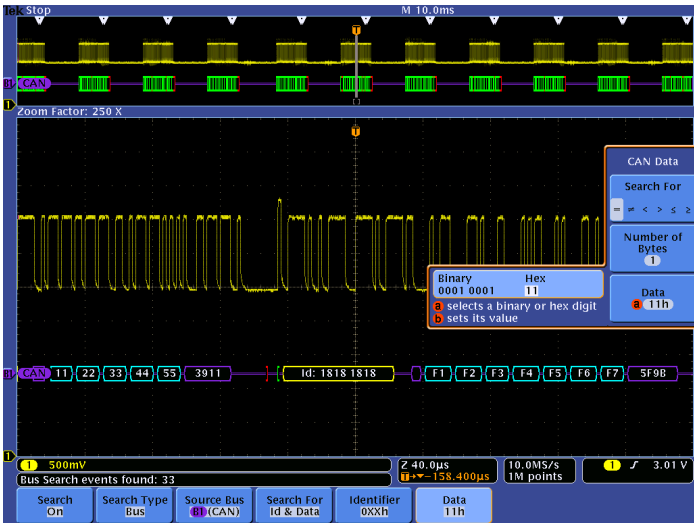 Tek Stop M 10.0ms
T
B1 CAN
1
Zoom Factor: 250 X
T
CAN Data
Search For
= ≠ < > ≤ ≥
Number of
Bytes
1
Binary Hex
0001 0001 11
a selects a binary or hex digit
b sets its value
Data
a 11h
B1 CAN 11 22 33 44 55 3911 Id: 1818 1818 F1 F2 F3 F4 F5 F6 F7 5F9B
1
1 500mV
Z 40.0µs
T→▼−158.400µs
10.0MS/s
1M points
1 ∫ 3.01 V
Bus Search events found: 33
Search
On
Search Type
Bus
Source Bus
B1 (CAN)
Search For
Id & Data
Identifier
0XXh
Data
11h